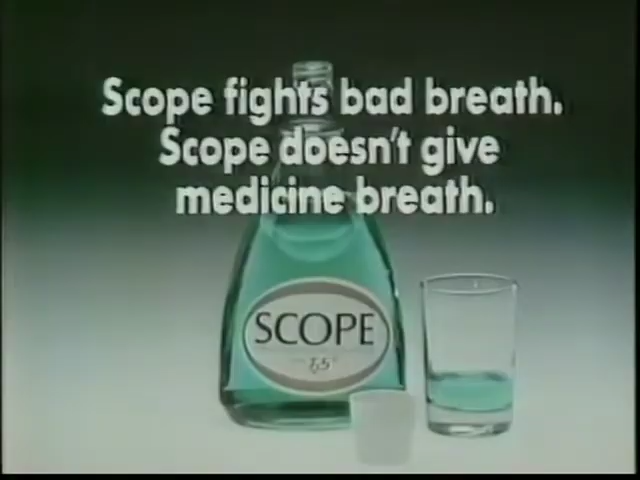 Scope fights bad breath.
Scope doesn't give
medicine breath.
SCOPE